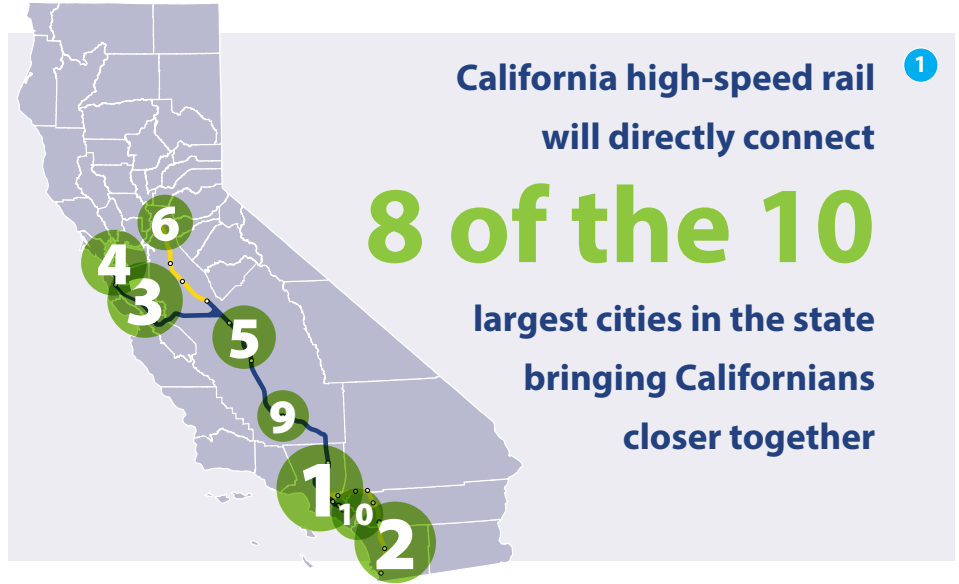 California high-speed rail
1
will directly connect
8 of the 10
largest cities in the state
bringing Californians
closer together
6
4
3
5
9
1
10
2